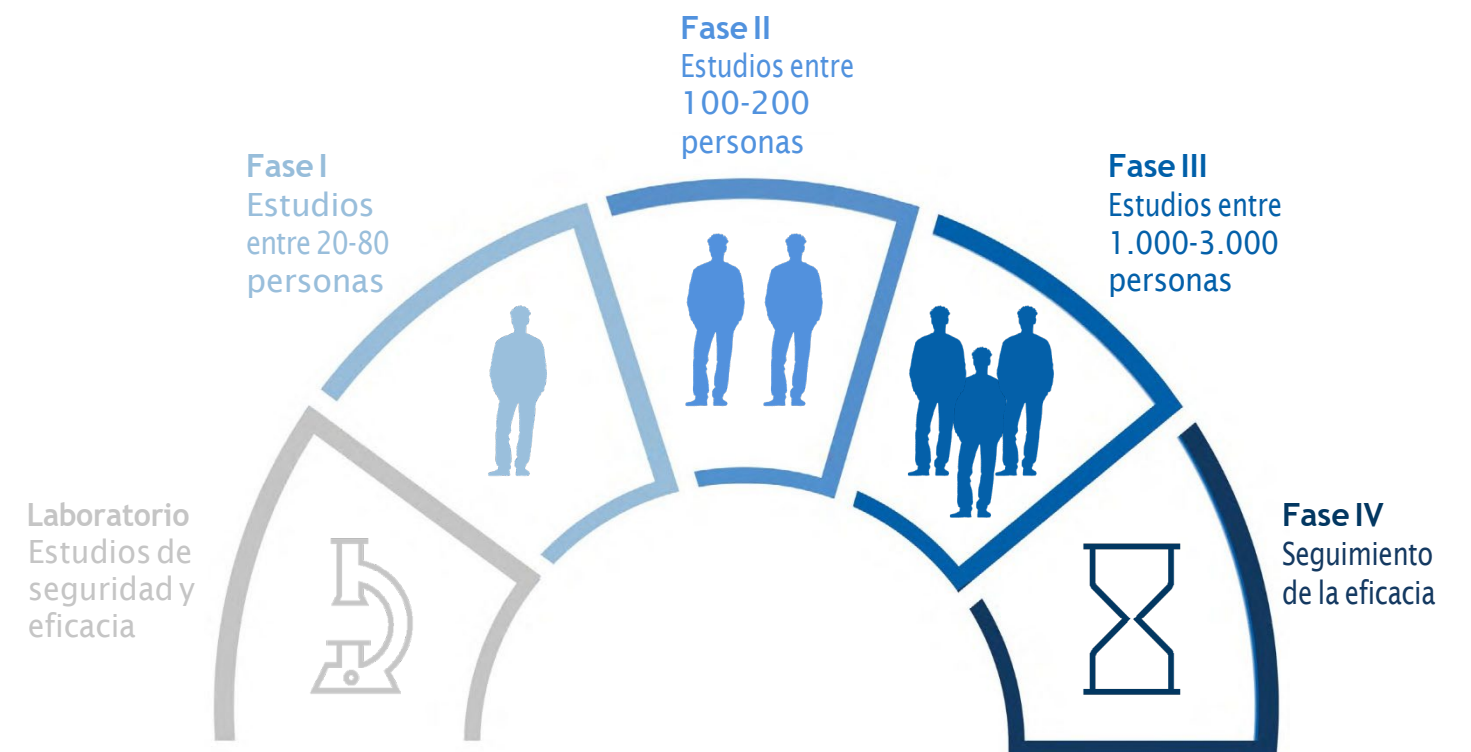 Laboratorio
Estudios de
seguridad y
eficacia
Fase I
Estudios
entre 20-80
personas
Fase II
Estudios entre
100-200
personas
Fase III
Estudios entre
1.000-3.000
personas
Fase IV
Seguimiento
de la eficacia